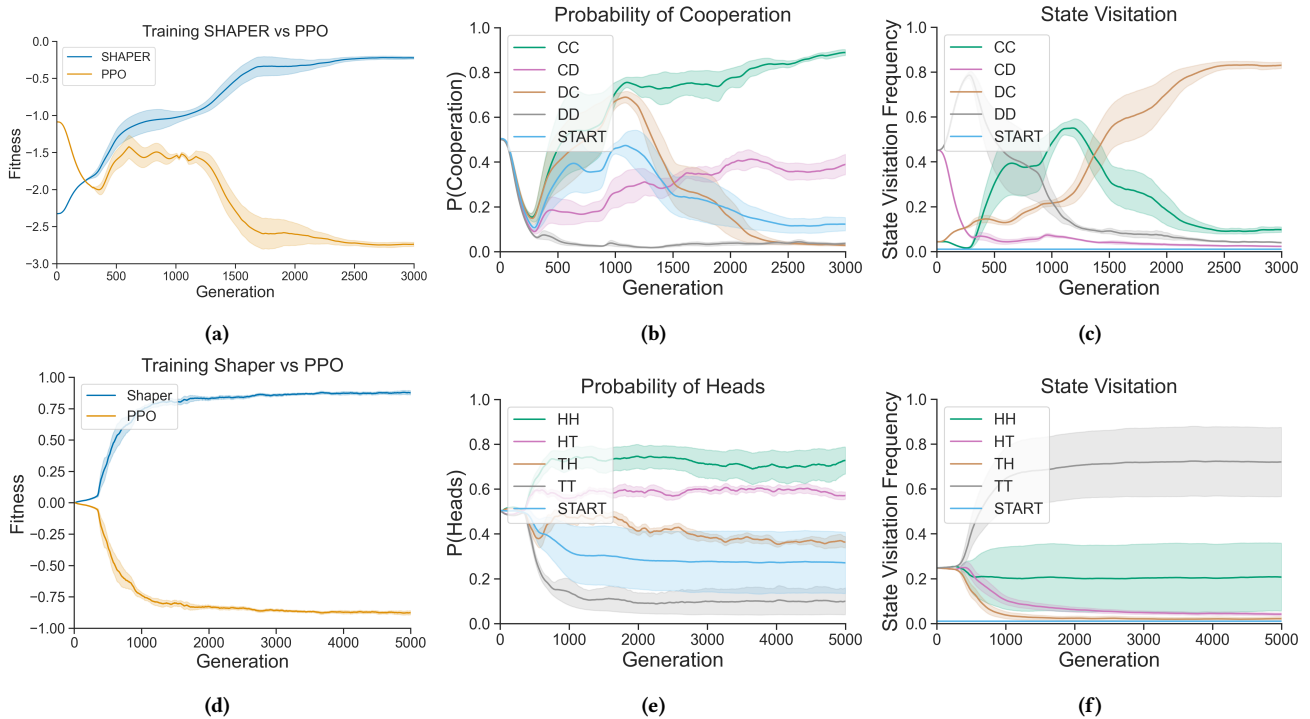 Training SHAPER vs PPO
SHAPER
PPO
Fitness
0.0
−0.5
−1.0
−1.5
−2.0
−2.5
−3.0
0 500 1000 1500 2000 2500 3000
Generation
(a)
Probability of Cooperation
CC
CD
DC
DD
START
P(Cooperation)
1.0
0.8
0.6
0.4
0.2
0.0
0 500 1000 1500 2000 2500 3000
Generation
(b)
State Visitation
CC
CD
DC
DD
START
State Visitation Frequency
1.0
0.8
0.6
0.4
0.2
0.0
0 500 1000 1500 2000 2500 3000
Generation
(c)
Training Shaper vs PPO
Shaper
PPO
Fitness
1.00
0.75
0.50
0.25
0.00
−0.25
−0.50
−0.75
−1.00
0 1000 2000 3000 4000 5000
Generation
(d)
Probability of Heads
HH
HT
TH
TT
START
P(Heads)
1.0
0.8
0.6
0.4
0.2
0.0
0 1000 2000 3000 4000 5000
Generation
(e)
State Visitation
HH
HT
TH
TT
START
State Visitation Frequency
1.0
0.8
0.6
0.4
0.2
0.0
0 1000 2000 3000 4000 5000
Generation
(f)